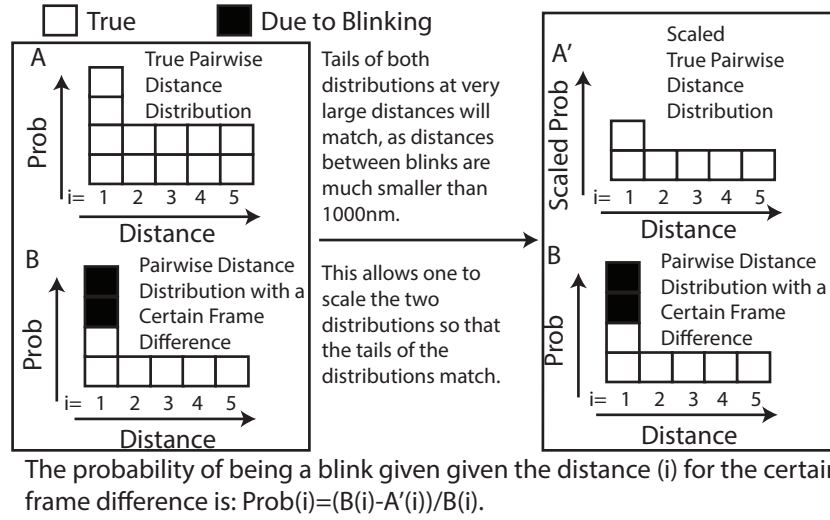 True
Due to Blinking
A
True Pairwise
Distance
Distribution
Prob
i= 1 2 3 4 5
Distance
B
Pairwise Distance
Distribution with a
Certain Frame
Difference
Prob
i= 1 2 3 4 5
Distance
Tails of both
distributions at very
large distances will
match, as distances
between blinks are
much smaller than
1000nm.
This allows one to
scale the two
distributions so that
the tails of the
distributions match.
A’
Scaled
True Pairwise
Distance
Distribution
Scaled Prob
i= 1 2 3 4 5
Distance
B
Pairwise Distance
Distribution with a
Certain Frame
Difference
Prob
i= 1 2 3 4 5
Distance
The probability of being a blink given given the distance (i) for the certain
frame difference is: Prob(i)=(B(i)-A’(i))/B(i).